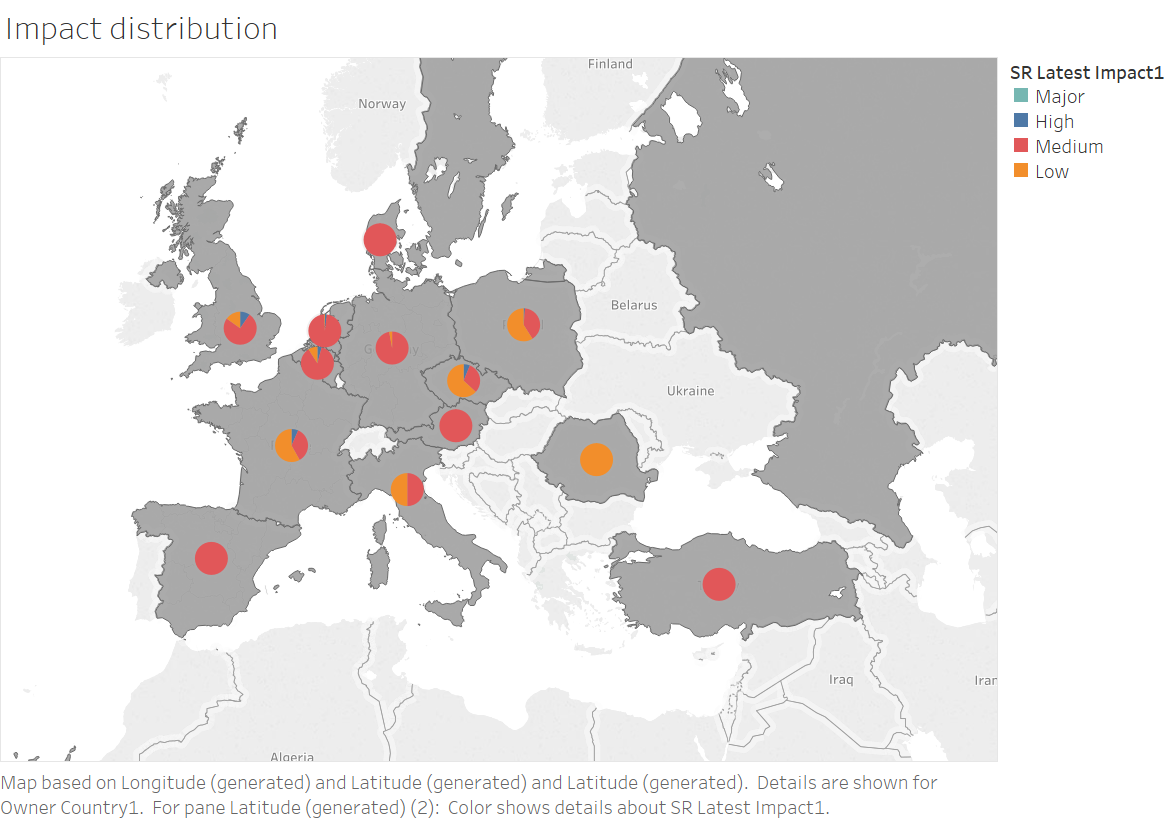 Impact distribution
SR Latest Impact1
Major
High
Medium
Low
Finland
Norway
Belarus
Ukraine
Iraq
Iran
Algeria
Map based on Longitude (generated) and Latitude (generated) and Latitude (generated).  Details are shown for
Owner Country1.  For pane Latitude (generated) (2):  Color shows details about SR Latest Impact1.